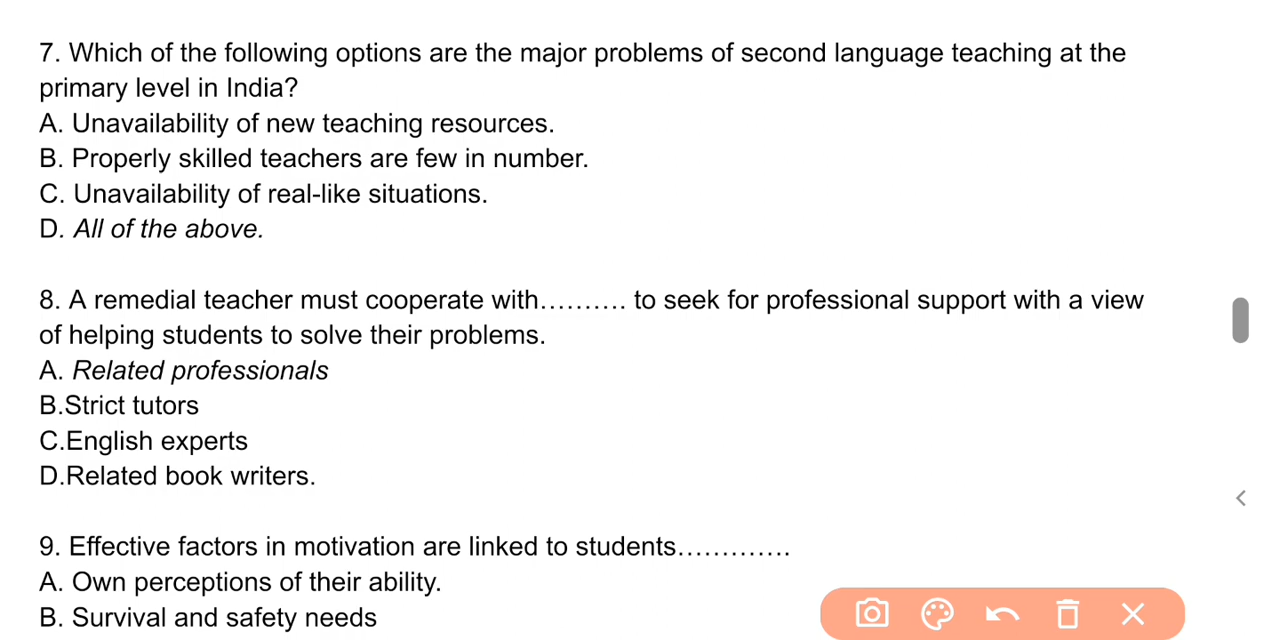 7. Which of the following options are the major problems of second language teaching at the
primary level in India?
A. Unavailability of new teaching resources.
B. Properly skilled teachers are few in number.
C. Unavailability of real-like situations.
D. All of the above.
8. A remedial teacher must cooperate with.......... to seek for professional support with a view
of helping students to solve their problems.
A. Related professionals
B.Strict tutors
C.English experts
D.Related book writers.
9. Effective factors in motivation are linked to students.............
A. Own perceptions of their ability.
B. Survival and safety needs